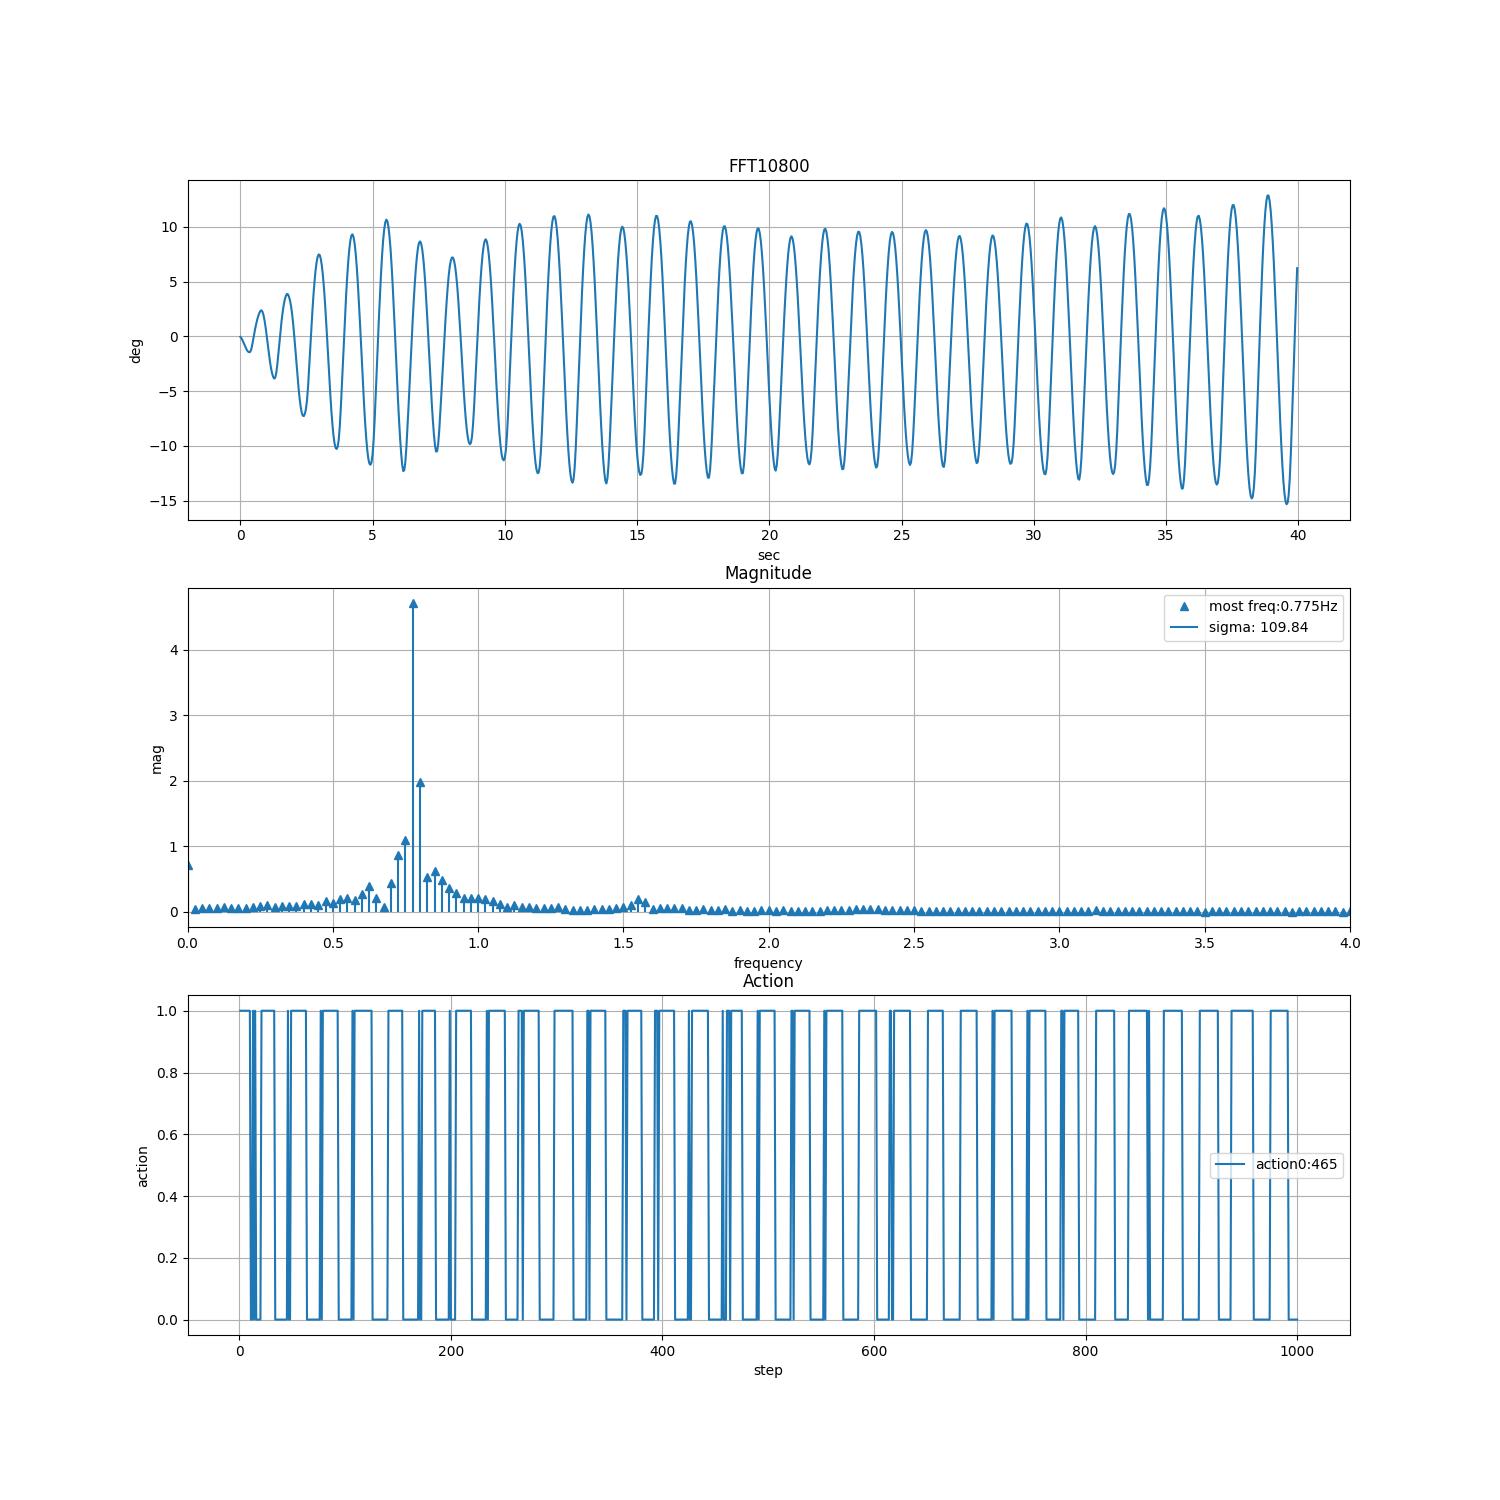 FFT10800
10
5
0
−5
−10
−15
deg
0 5 10 15 20 25 30 35 40
sec
Magnitude
most freq:0.775Hz
sigma: 109.84
4
3
2
1
0
mag
0.0 0.5 1.0 1.5 2.0 2.5 3.0 3.5 4.0
frequency
Action
1.0
0.8
0.6
0.4
0.2
0.0
action
action0:465
0 200 400 600 800 1000
step